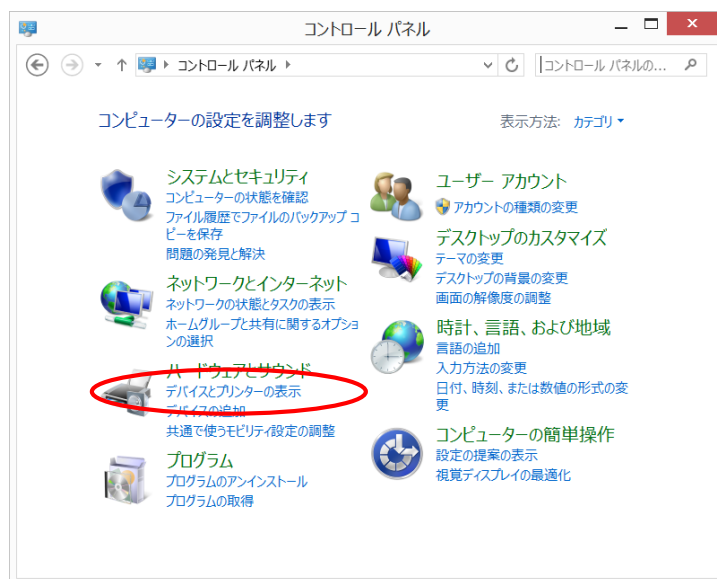 コントロール パネル
コントロール パネル
コントロール パネルの...
コンピューターの設定を調整します
表示方法: カテゴリ
システムとセキュリティ
コンピューターの状態を確認
ファイル履歴でファイルのバックアップ コ
ピーを保存
問題の発見と解決
ネットワークとインターネット
ネットワークの状態とタスクの表示
ホームグループと共有に関するオプショ
ンの選択
ハードウェアとサウンド
デバイスとプリンターの表示
デバイスの追加
共通で使うモビリティ設定の調整
プログラム
プログラムのアンインストール
プログラムの取得
ユーザー アカウント
アカウントの種類の変更
デスクトップのカスタマイズ
テーマの変更
デスクトップの背景の変更
画面の解像度の調整
時計、言語、および地域
言語の追加
入力方法の変更
日付、時刻、または数値の形式の変
更
コンピューターの簡単操作
設定の提案の表示
視覚ディスプレイの最適化